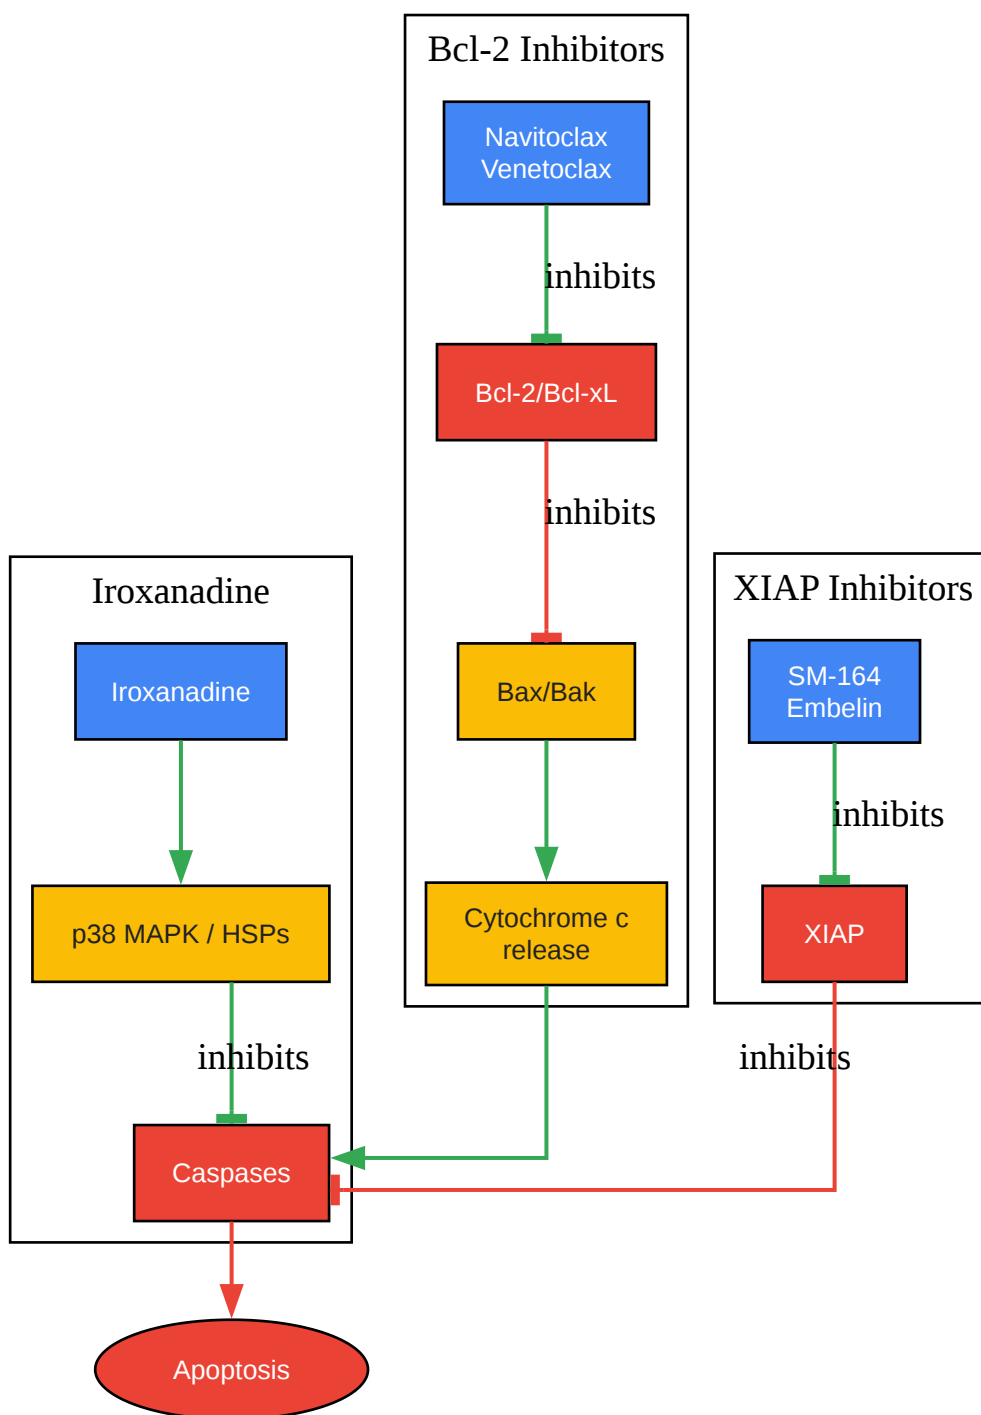 Bcl-2 Inhibitors
Navitoclax
Venetoclax
inhibits
Bcl-2/Bcl-xL
inhibits
Bax/Bak
Cytochrome c
release
Iroxanadine
Iroxanadine
p38 MAPK / HSPs
inhibits
Caspases
XIAP Inhibitors
SM-164
Embelin
inhibits
XIAP
inhibits
Apoptosis